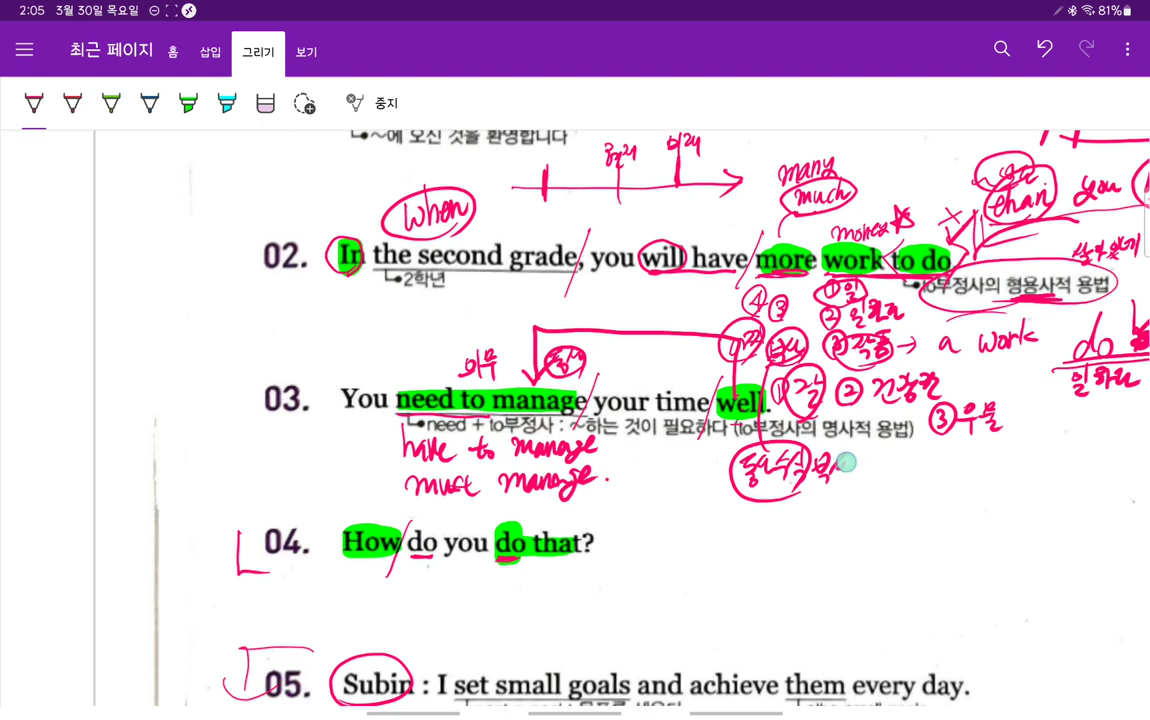 2:05 3월 30일 목요일 81%
최근 페이지 홈 삽입 그리기 보기
중지
~에 오신 것을 환영합니다
현재 미래
many
much
than you
when
02. In the second grade, you will have more work to do
2학년
to부정사의 형용사적 용법
④ ③ ① 일
② 일하다
③ 작품 → a work
do
일하다
의무 동사
03. You need to manage your time well.
① 잘 ② 건강한
③ 우물
need + to부정사 : ~하는 것이 필요하다 (to부정사의 명사적 용법)
have to manage
must manage.
동사수식
04. How do you do that?
05. Subin : I set small goals and achieve them every day.